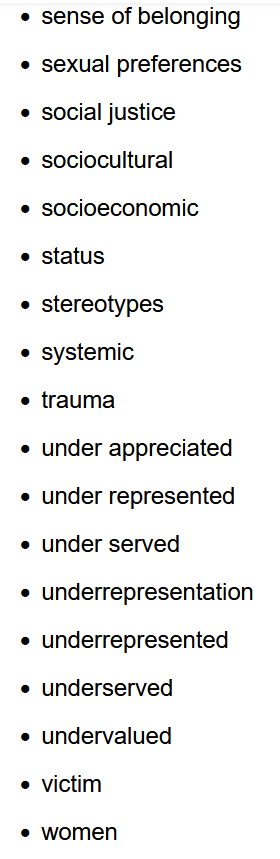 • sense of belonging
• sexual preferences
• social justice
• sociocultural
• socioeconomic
• status
• stereotypes
• systemic
• trauma
• under appreciated
• under represented
• under served
• underrepresentation
• underrepresented
• underserved
• undervalued
• victim
• women